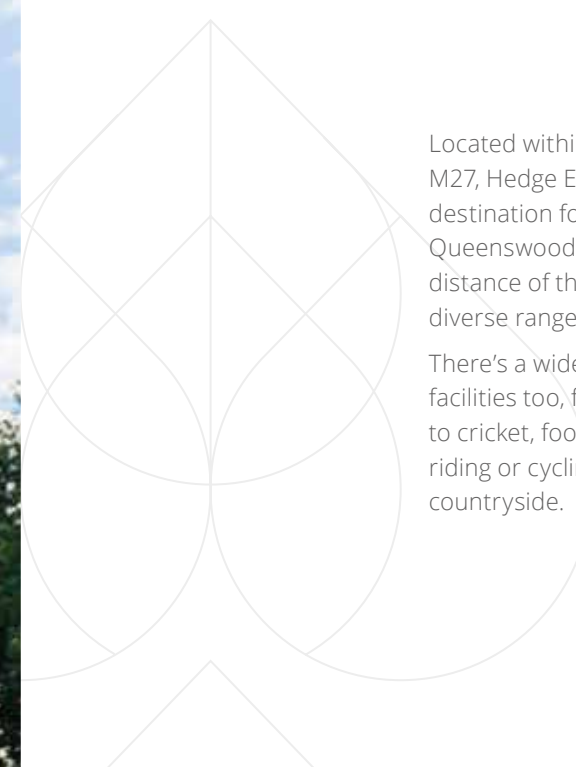 Located withi
M27, Hedge E
destination fo
Queenswood
distance of th
diverse range
There’s a wide
facilities too, f
to cricket, foo
riding or cycli
countryside.